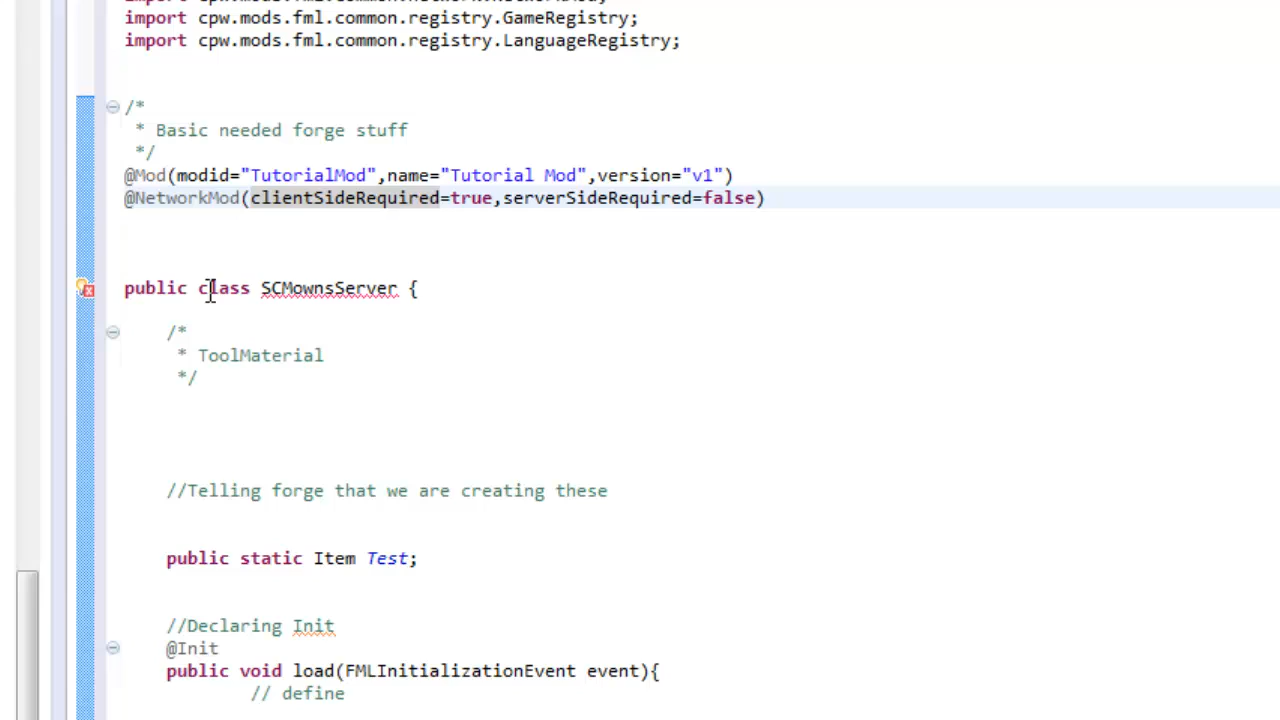 import cpw.mods.fml.common.registry.GameRegistry;
import cpw.mods.fml.common.registry.LanguageRegistry;
/*
* Basic needed forge stuff
*/
@Mod(modid="TutorialMod",name="Tutorial Mod",version="v1")
@NetworkMod(clientSideRequired=true,serverSideRequired=false)
public class SCMownsServer {
/*
* ToolMaterial
*/
//Telling forge that we are creating these
public static Item Test;
//Declaring Init
@Init
public void load(FMLInitializationEvent event){
// define